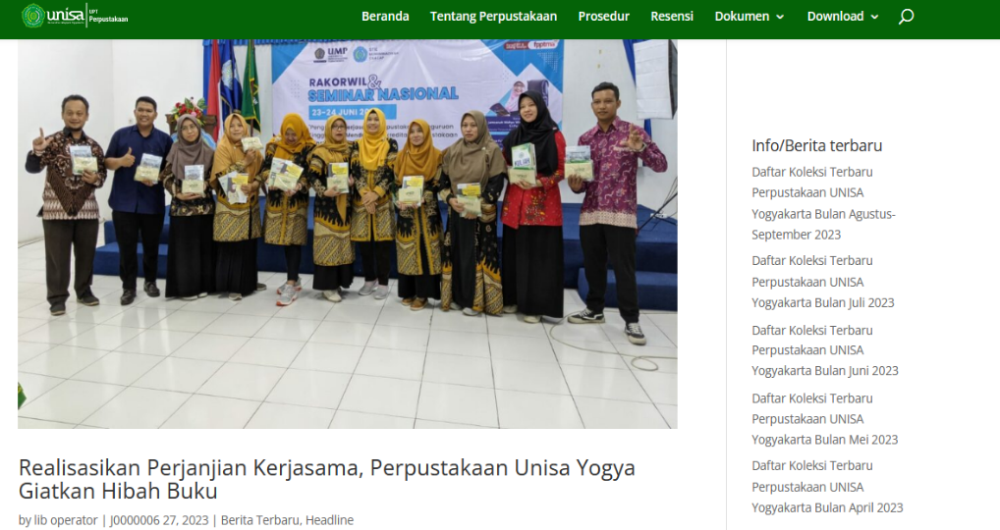 unisa
UPT
Perpustakaan
Beranda
Tentang Perpustakaan
Prosedur
Resensi
Dokumen
Download
UMP
RAKORWIL &
SEMINAR NASIONAL
23-24 JUNI
Realisasikan Perjanjian Kerjasama, Perpustakaan Unisa Yogya
Giatkan Hibah Buku
by lib operator | J0000006 27, 2023 | Berita Terbaru, Headline
Info/Berita terbaru
Daftar Koleksi Terbaru
Perpustakaan UNISA
Yogyakarta Bulan Agustus-
September 2023
Daftar Koleksi Terbaru
Perpustakaan UNISA
Yogyakarta Bulan Juli 2023
Daftar Koleksi Terbaru
Perpustakaan UNISA
Yogyakarta Bulan Juni 2023
Daftar Koleksi Terbaru
Perpustakaan UNISA
Yogyakarta Bulan Mei 2023
Daftar Koleksi Terbaru
Perpustakaan UNISA
Yogyakarta Bulan April 2023